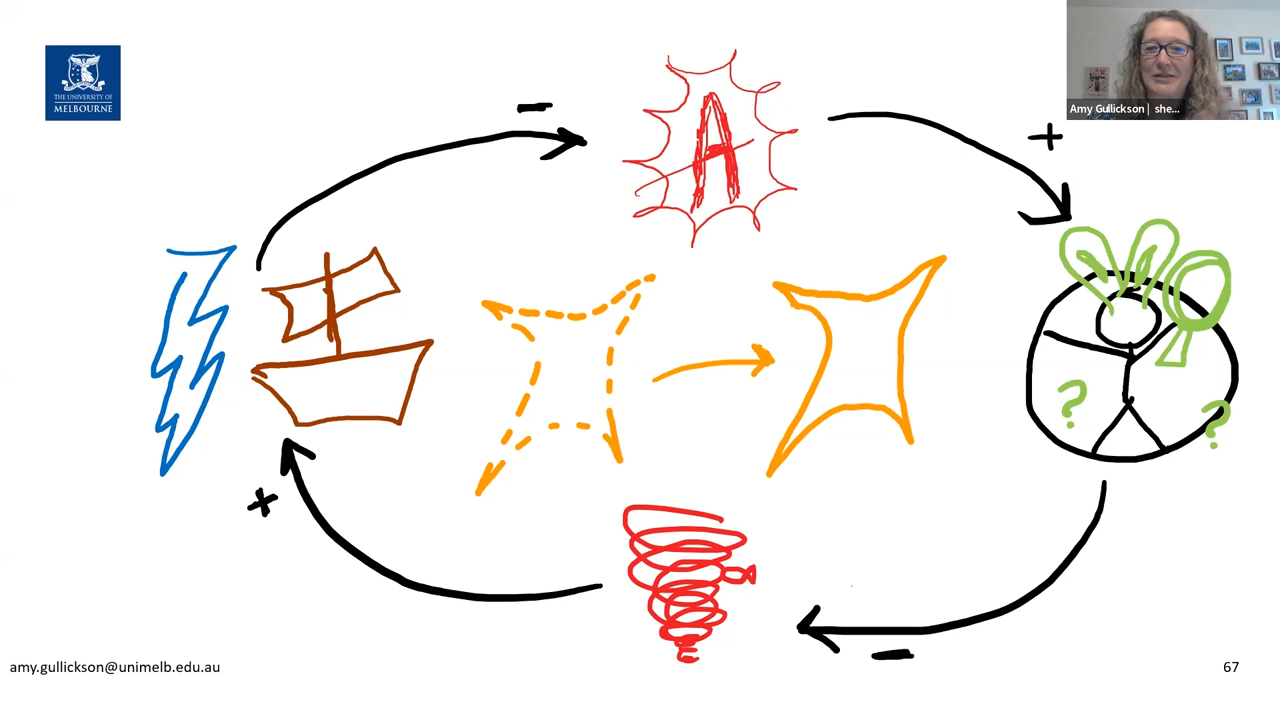 THE UNIVERSITY OF
MELBOURNE
Amy Gullickson | she...
-
A
+
?
?
+
-
amy.gullickson@unimelb.edu.au
67